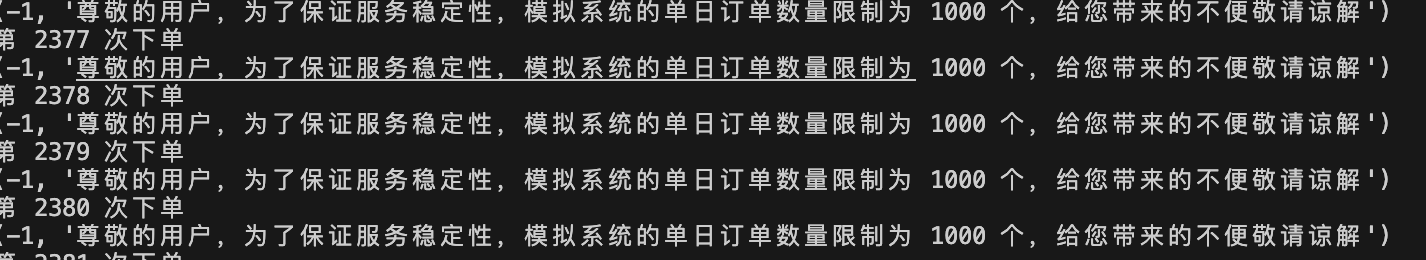 (-1, '尊敬的用户, 为了保证服务稳定性, 模拟系统的单日订单数量限制为 1000 个, 给您带来的不便敬请谅解')
第 2377 次下单
(-1, '尊敬的用户, 为了保证服务稳定性, 模拟系统的单日订单数量限制为 1000 个, 给您带来的不便敬请谅解')
第 2378 次下单
(-1, '尊敬的用户, 为了保证服务稳定性, 模拟系统的单日订单数量限制为 1000 个, 给您带来的不便敬请谅解')
第 2379 次下单
(-1, '尊敬的用户, 为了保证服务稳定性, 模拟系统的单日订单数量限制为 1000 个, 给您带来的不便敬请谅解')
第 2380 次下单
(-1, '尊敬的用户, 为了保证服务稳定性, 模拟系统的单日订单数量限制为 1000 个, 给您带来的不便敬请谅解')
第 2381 次下单